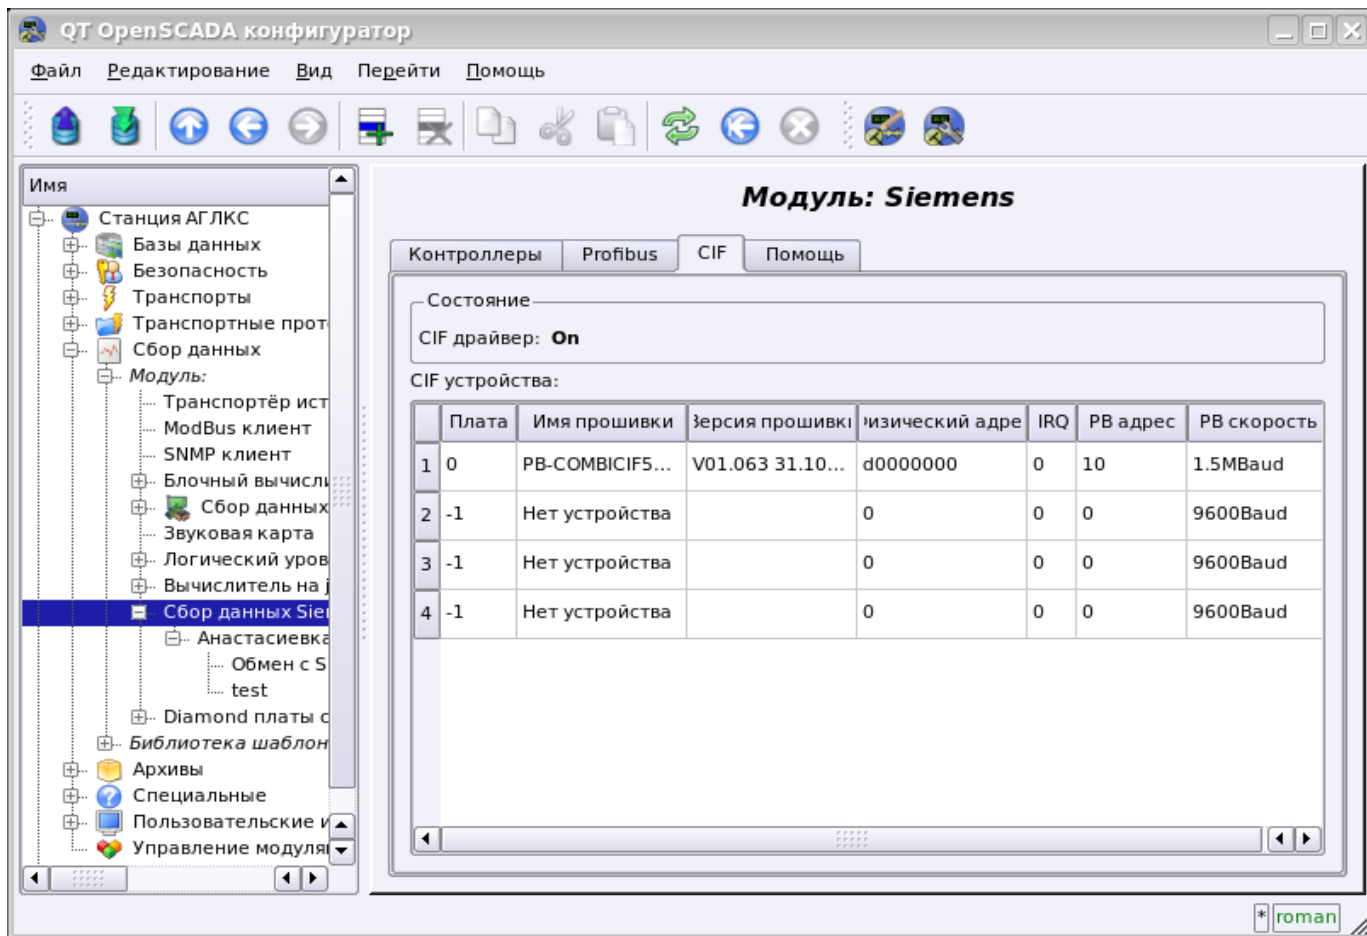 QT OpenSCADA конфигуратор
Файл Редактирование Вид Перейти Помощь
Имя
Станция АГЛКС
Базы данных
Безопасность
Транспорты
Транспортные прот
Сбор данных
Модуль:
Транспортёр ист
ModBus клиент
SNMP клиент
Блочный вычисли
Сбор данных
Звуковая карта
Логический уров
Вычислитель на j
Сбор данных Sie
Анастасиевка
Обмен с S
test
Diamond платы с
Библиотека шаблон
Архивы
Специальные
Пользовательские и
Управление модуля
Модуль: Siemens
Контроллеры Profibus CIF Помощь
Состояние
CIF драйвер: On
CIF устройства:
Плата Имя прошивки Версия прошивки изический адре IRQ PB адрес PB скорость
1 0 PB-COMBICIF5... V01.063 31.10... d0000000 0 10 1.5MBaud
2 -1 Нет устройства 0 0 0 9600Baud
3 -1 Нет устройства 0 0 0 9600Baud
4 -1 Нет устройства 0 0 0 9600Baud
* roman